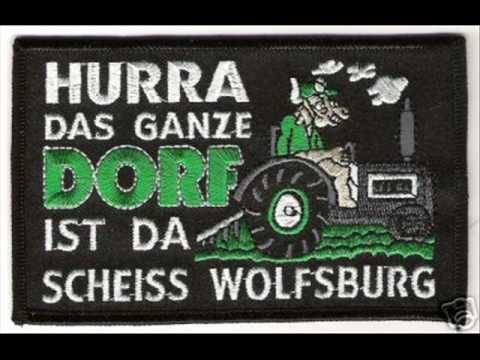 HURRA
DAS GANZE
DORF
IST DA
SCHEISS WOLFSBURG